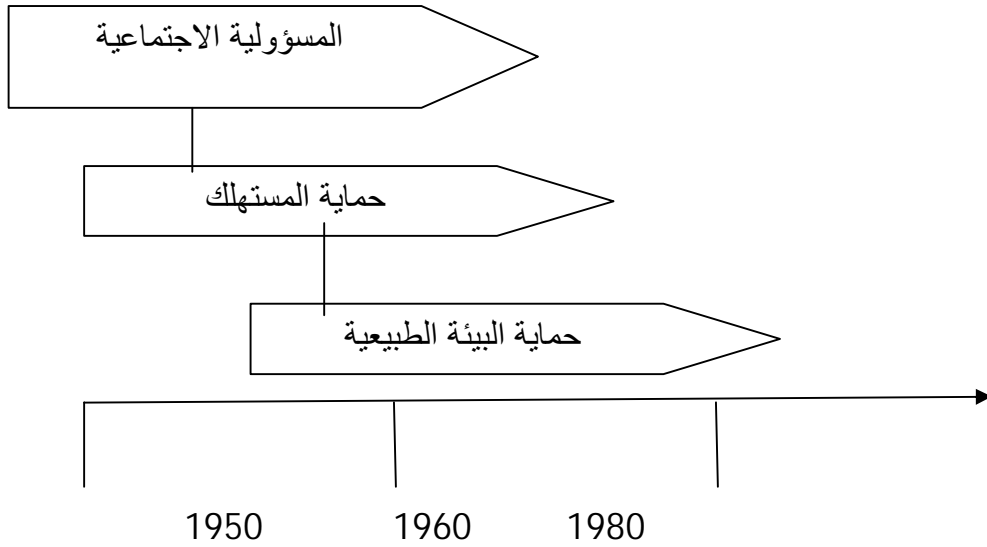 المسؤولية الاجتماعية
حماية المستهلك
حماية البيئة الطبيعية
1950 1960 1980